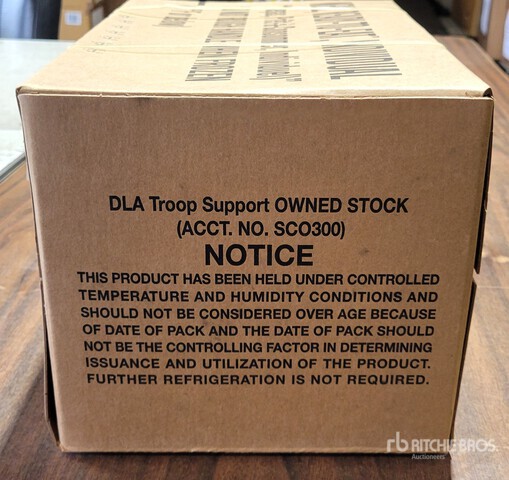 DLA Troop Support OWNED STOCK
(ACCT. NO. SCO300)
NOTICE
THIS PRODUCT HAS BEEN HELD UNDER CONTROLLED
TEMPERATURE AND HUMIDITY CONDITIONS AND
SHOULD NOT BE CONSIDERED OVER AGE BECAUSE
OF DATE OF PACK AND THE DATE OF PACK SHOULD
NOT BE THE CONTROLLING FACTOR IN DETERMINING
ISSUANCE AND UTILIZATION OF THE PRODUCT.
FURTHER REFRIGERATION IS NOT REQUIRED.
rb RITCHIE BROS.
Auctioneers